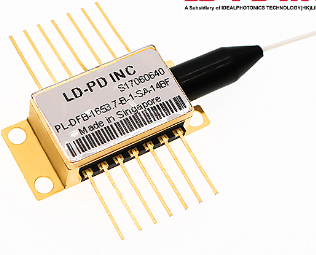 A Subsidiary of IDEALPHOTONICS TECHNOLOGY(HK)L
LD-PD INC
S17060640
PL-DFB-1653.7-B-1-SA-14BF
Made in Singapore